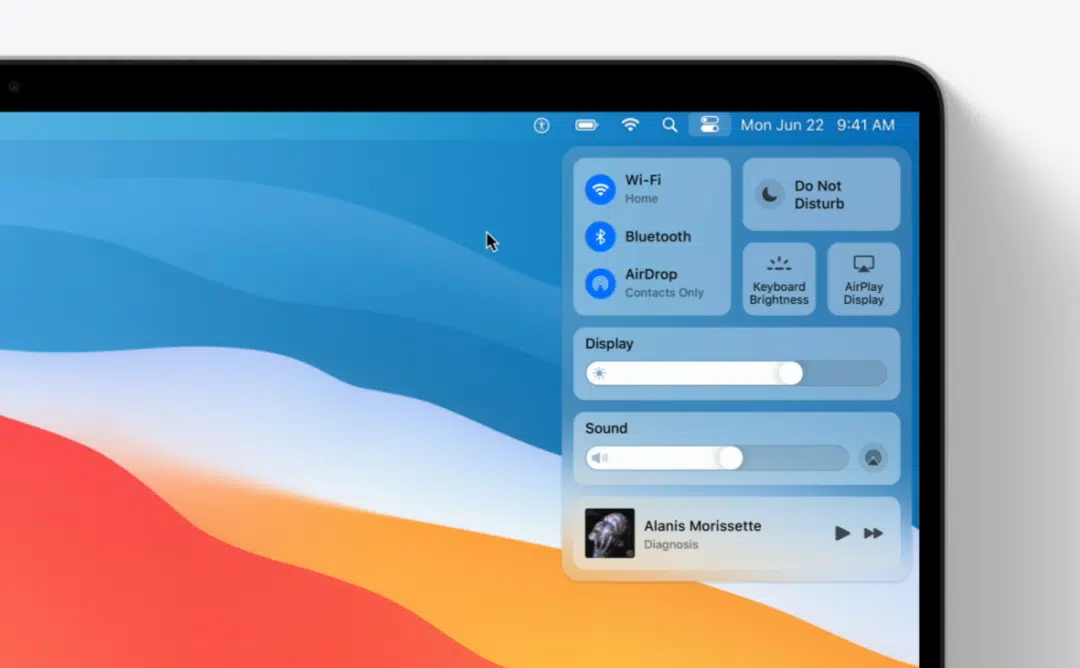 Mon Jun 22 9:41 AM
Wi-Fi
Home
Bluetooth
AirDrop
Contacts Only
Do Not
Disturb
Keyboard
Brightness
AirPlay
Display
Display
Sound
Alanis Morissette
Diagnosis